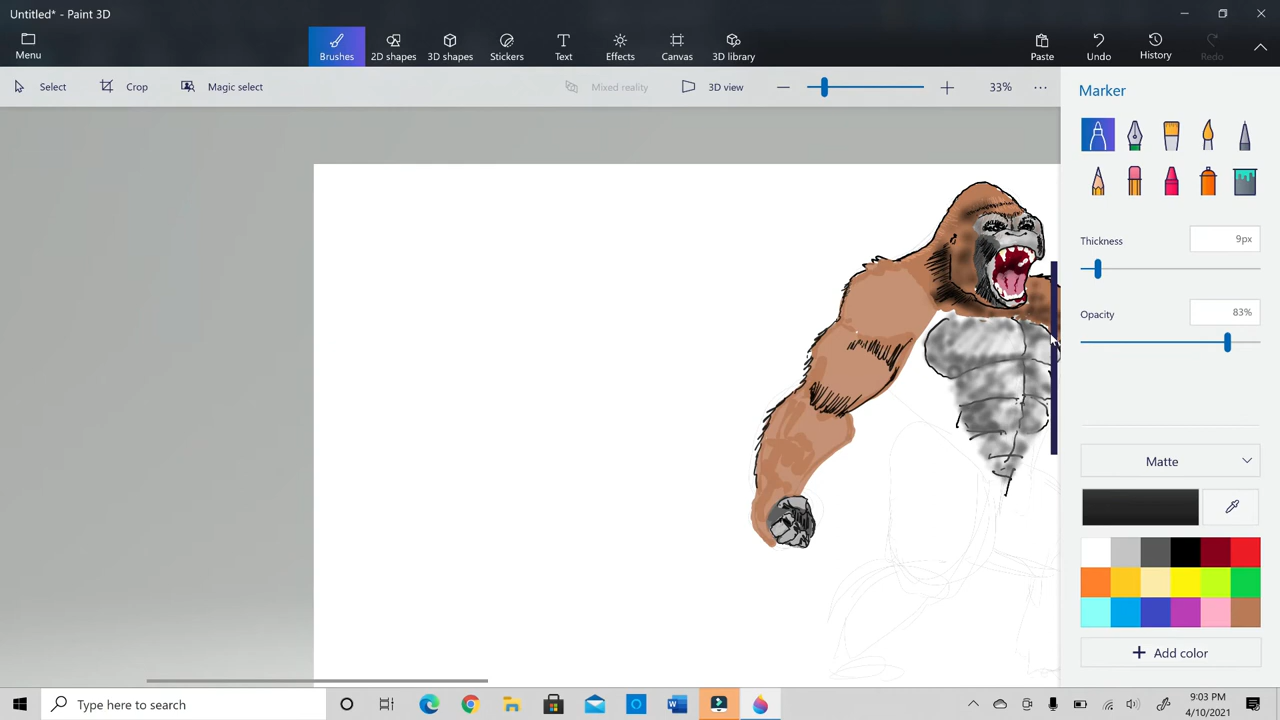 Untitled* - Paint 3D
Menu
Brushes
2D shapes
3D shapes
Stickers
Text
Effects
Canvas
3D library
Paste
Undo
History
Redo
Select
Crop
Magic select
Mixed reality
3D view
33%
Marker
Thickness
9px
Opacity
83%
Matte
Add color
Type here to search
9:03 PM
4/10/2021